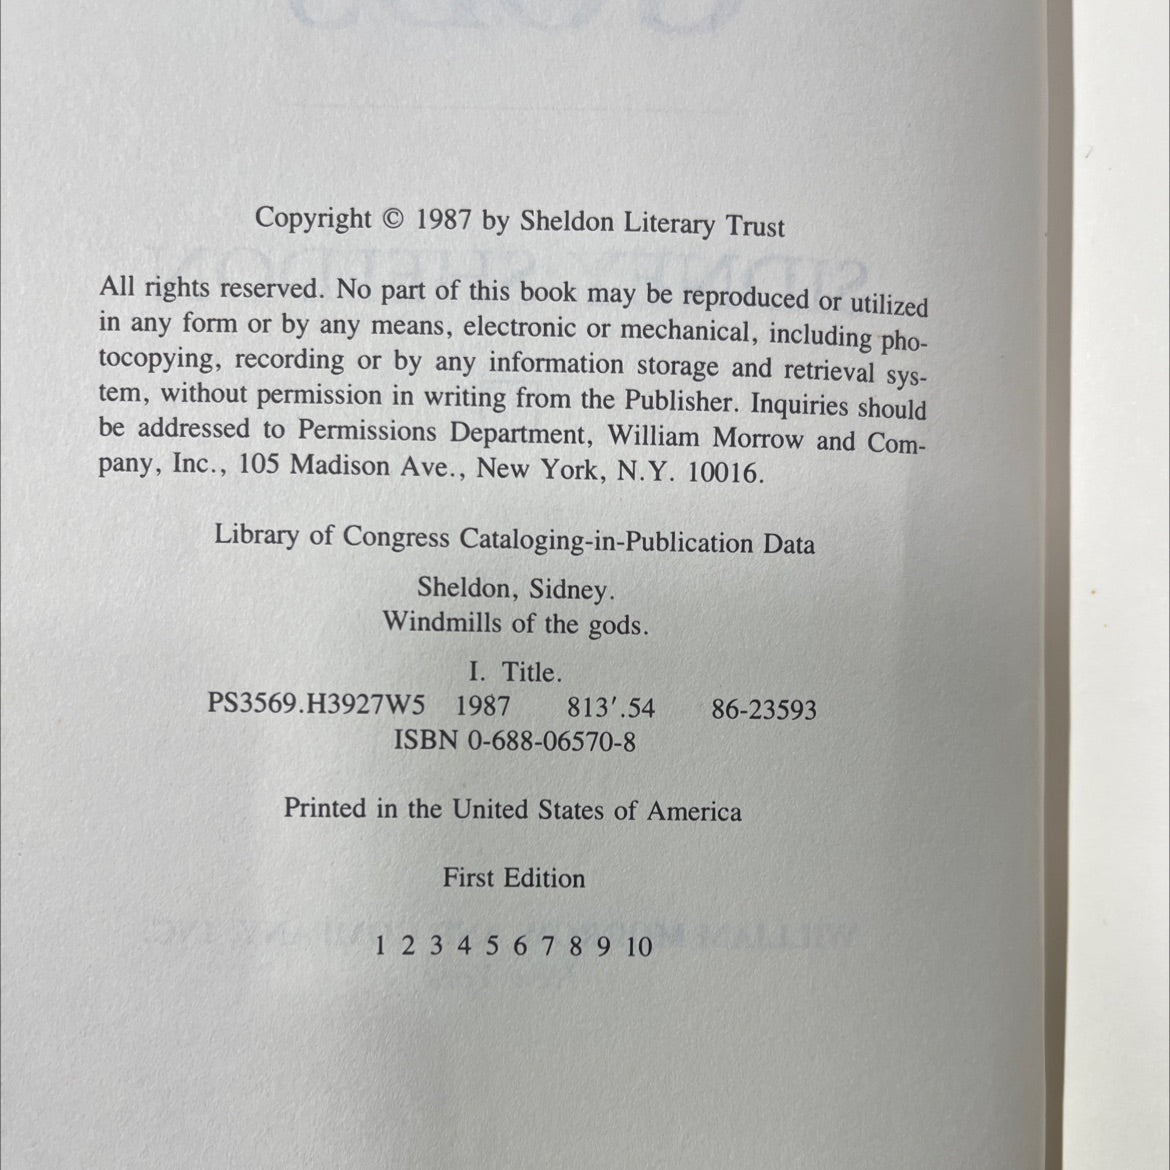 Copyright © 1987 by Sheldon Literary Trust
All rights reserved. No part of this book may be reproduced or utilized
in any form or by any means, electronic or mechanical, including pho-
tocopying, recording or by any information storage and retrieval sys-
tem, without permission in writing from the Publisher. Inquiries should
be addressed to Permissions Department, William Morrow and Com-
pany, Inc., 105 Madison Ave., New York, N.Y. 10016.
Library of Congress Cataloging-in-Publication Data
Sheldon, Sidney.
Windmills of the gods.
I. Title.
PS3569.H3927W5 1987 813′.54 86-23593
ISBN 0-688-06570-8
Printed in the United States of America
First Edition
1 2 3 4 5 6 7 8 9 10